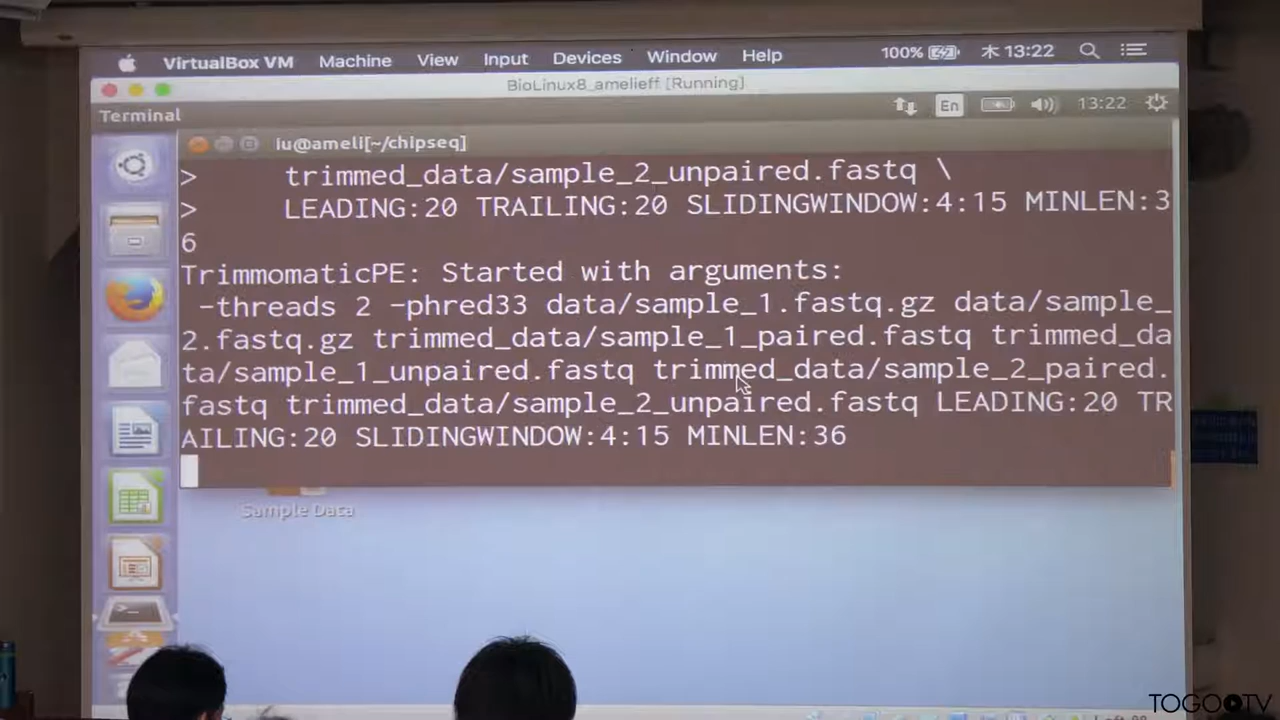 VirtualBox VM Machine View Input Devices Window Help 100% 木 13:22
BioLinux8_amelieff [Running]
Terminal En 13:22
iu@ameli[~/chipseq]
> trimmed_data/sample_2_unpaired.fastq \
> LEADING:20 TRAILING:20 SLIDINGWINDOW:4:15 MINLEN:3
6
TrimmomaticPE: Started with arguments:
-threads 2 -phred33 data/sample_1.fastq.gz data/sample_
2.fastq.gz trimmed_data/sample_1_paired.fastq trimmed_da
ta/sample_1_unpaired.fastq trimmed_data/sample_2_paired.
fastq trimmed_data/sample_2_unpaired.fastq LEADING:20 TR
AILING:20 SLIDINGWINDOW:4:15 MINLEN:36
Sample Data
TOGOTV